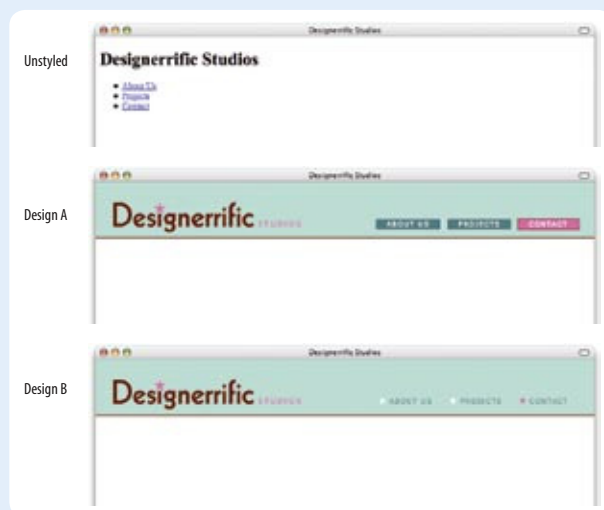 Designerrific Studios
Unstyled
Designerrific Studios
About Us
Projects
Contact
Designerrific Studios
Design A
Designerrific STUDIOS
ABOUT US PROJECTS CONTACT
Designerrific Studios
Design B
Designerrific STUDIOS
ABOUT US PROJECTS CONTACT